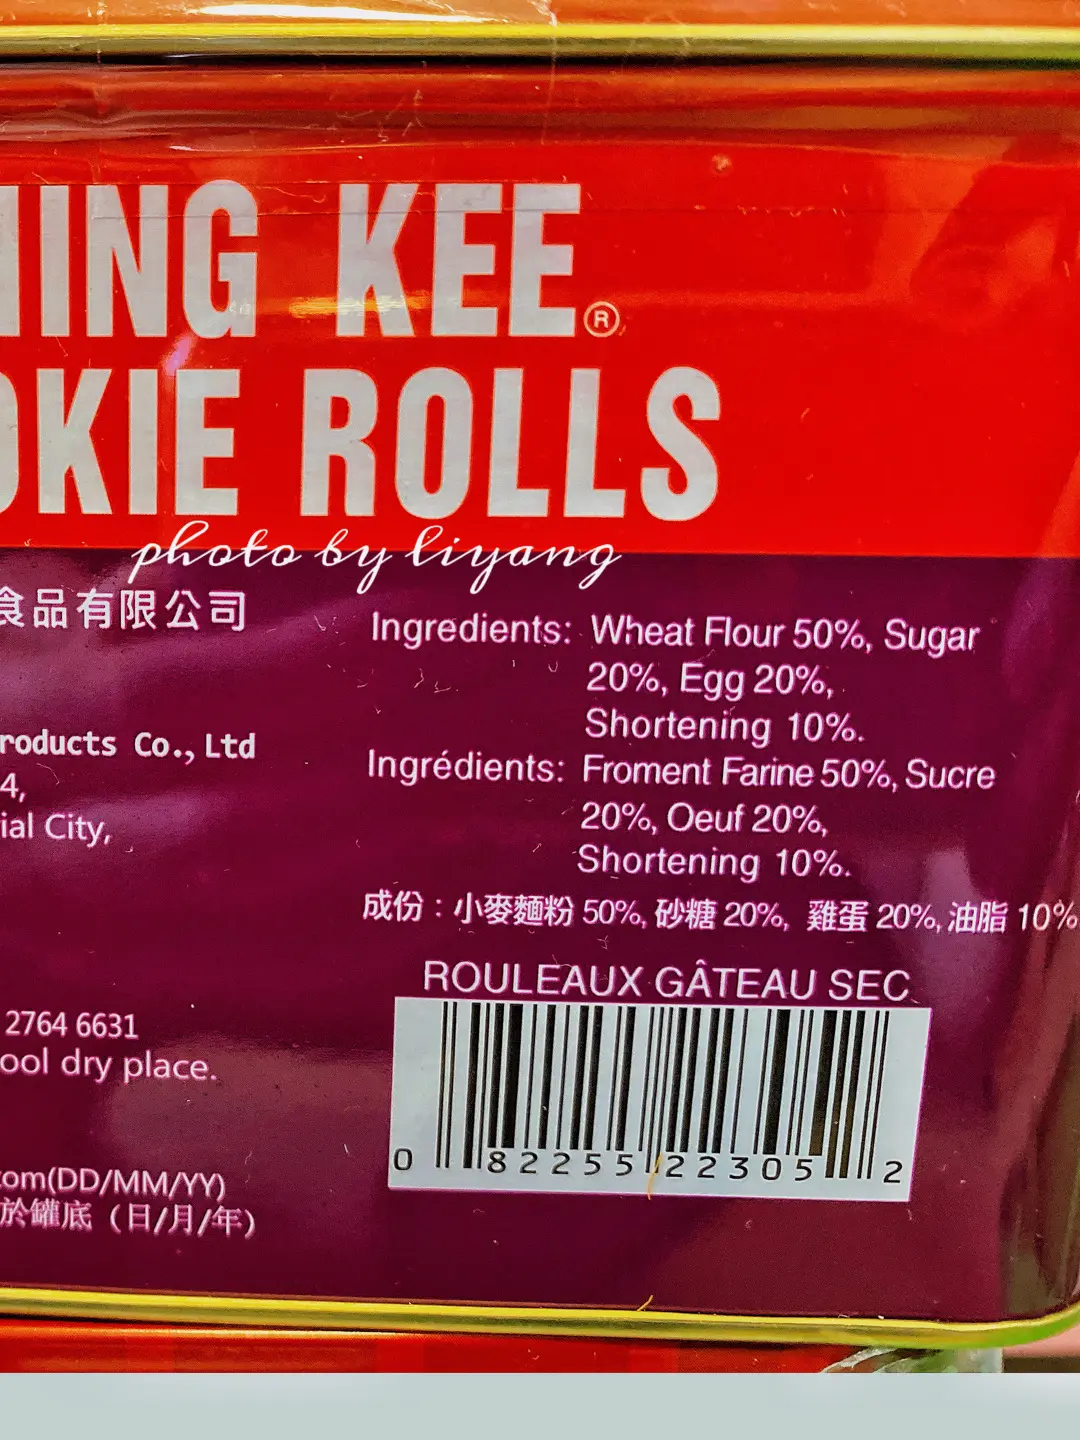 HING KEE®
OKIE ROLLS
photo by liyang
食品有限公司
roducts Co., Ltd
4,
ial City,
2764 6631
ool dry place.
tom(DD/MM/YY)
於罐底 (日/月/年)
Ingredients: Wheat Flour 50%, Sugar
20%, Egg 20%,
Shortening 10%.
Ingrédients: Froment Farine 50%, Sucre
20%, Oeuf 20%,
Shortening 10%.
成份：小麥麵粉 50%, 砂糖 20%, 雞蛋 20%, 油脂 10%
ROULEAUX GÂTEAU SEC
0 82255 22305 2